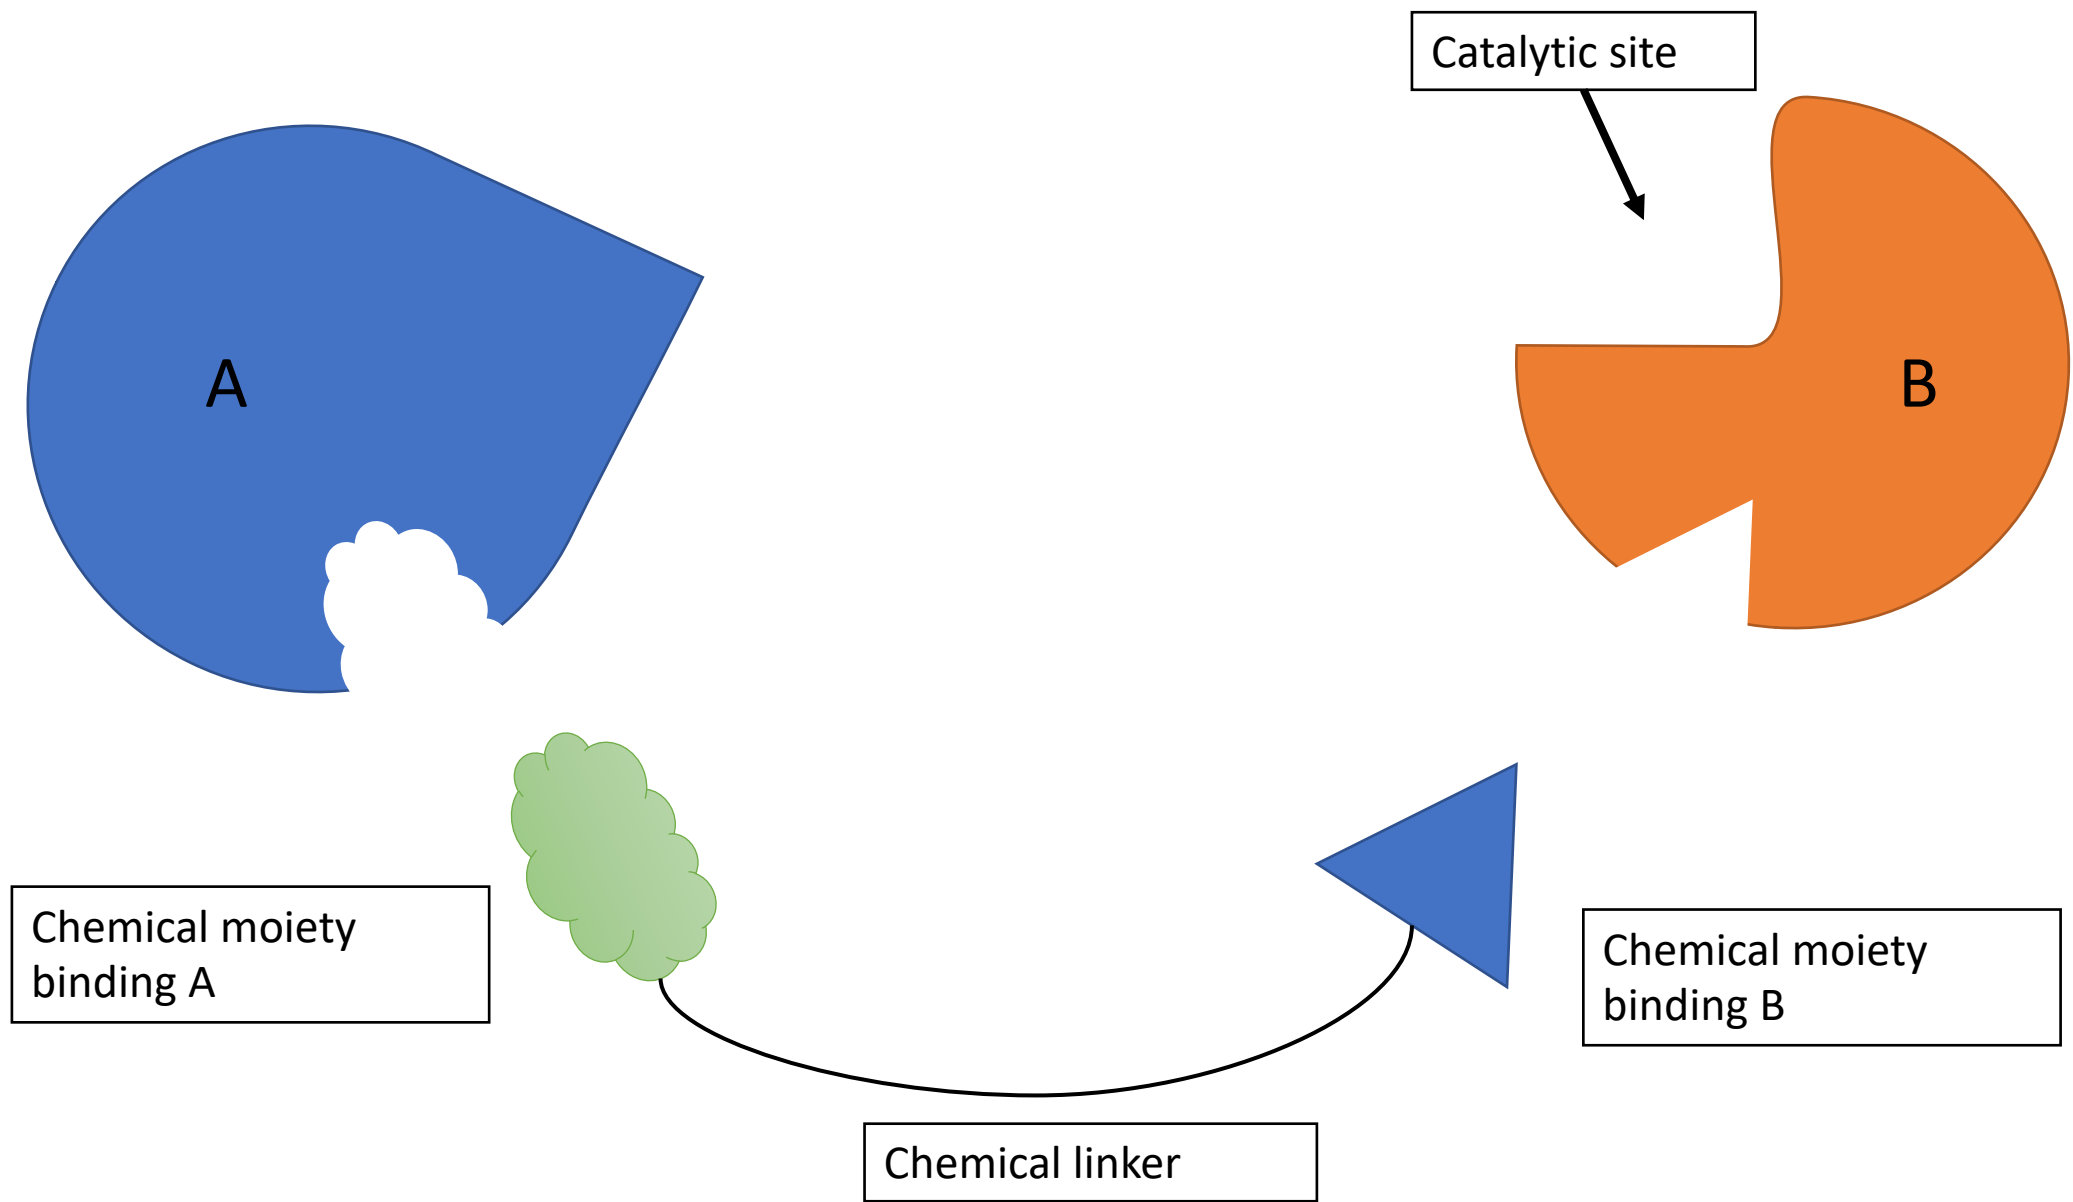 Catalytic site
A
B
Chemical moiety
binding A
Chemical moiety
binding B
Chemical linker